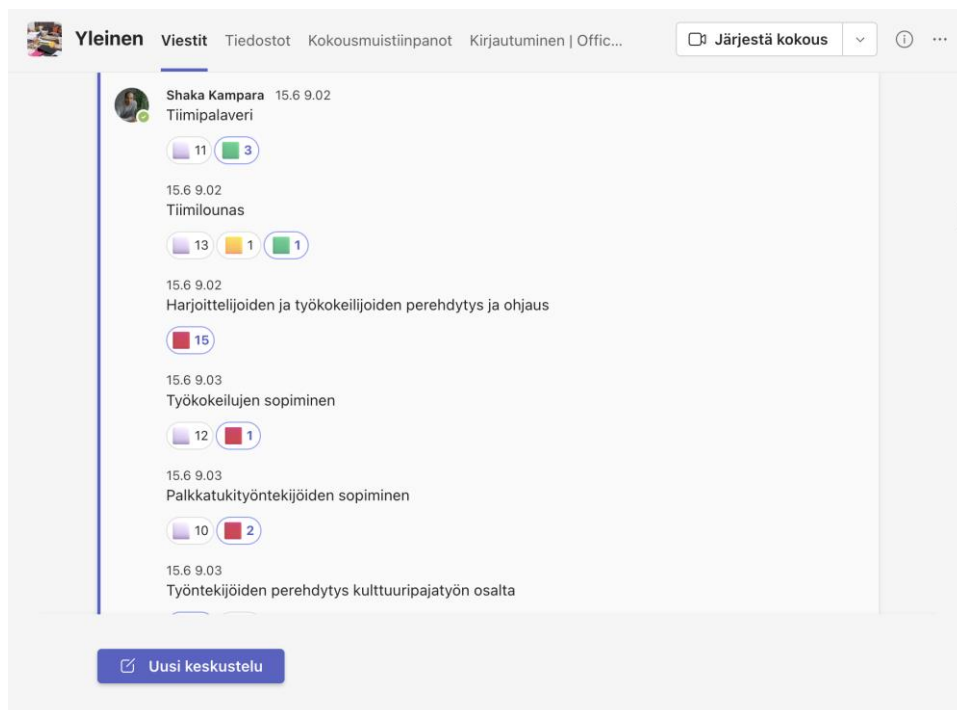 Yleinen Viestit Tiedostot Kokousmuistiinpanot Kirjautuminen | Offic... Järjestä kokous
Shaka Kampara 15.6 9.02
Tiimipalaveri
11 3
15.6 9.02
Tiimilounas
13 1 1
15.6 9.02
Harjoittelijoiden ja työkokeilijoiden perehdytys ja ohjaus
15
15.6 9.03
Työkokeilujen sopiminen
12 1
15.6 9.03
Palkkatukityöntekijöiden sopiminen
10 2
15.6 9.03
Työntekijöiden perehdytys kulttuuripajatyön osalta
Uusi keskustelu